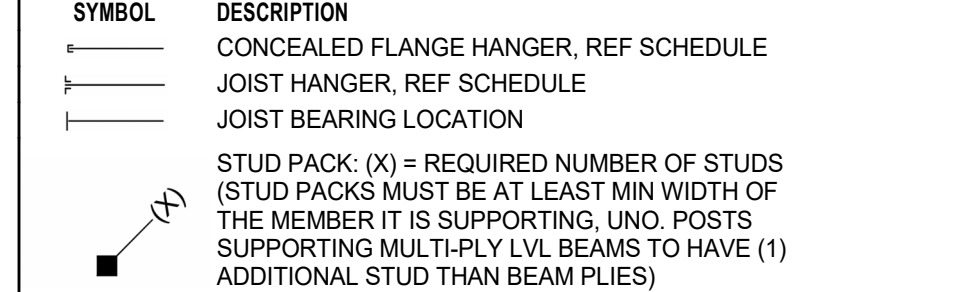 SYMBOL DESCRIPTION
CONCEALED FLANGE HANGER, REF SCHEDULE
JOIST HANGER, REF SCHEDULE
JOIST BEARING LOCATION
(X)
STUD PACK: (X) = REQUIRED NUMBER OF STUDS
(STUD PACKS MUST BE AT LEAST MIN WIDTH OF
THE MEMBER IT IS SUPPORTING, UNO. POSTS
SUPPORTING MULTI-PLY LVL BEAMS TO HAVE (1)
ADDITIONAL STUD THAN BEAM PLIES)